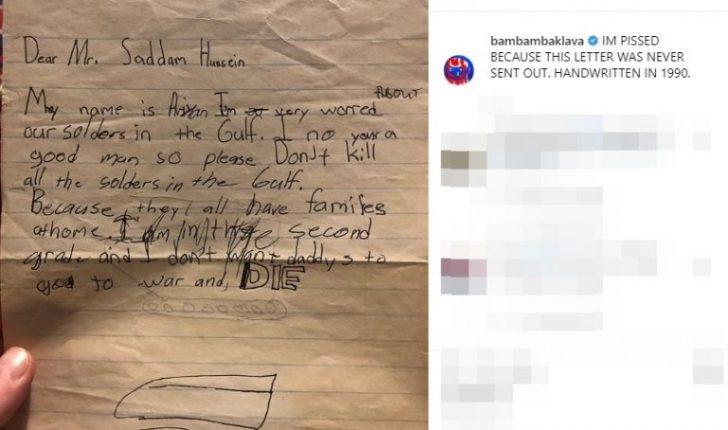 Dear Mr. Saddam Hussein
My name is Arian Im very worred ABOUT
our solders in the Gulf. I no your a
good man so please Dont kill
all the solders in the Gulf.
Because they all have familes
athome. I am in the second
grade and I don't want daddys to
go to war and, DIE
bambambaklava IM PISSED
BECAUSE THIS LETTER WAS NEVER
SENT OUT. HANDWRITTEN IN 1990.